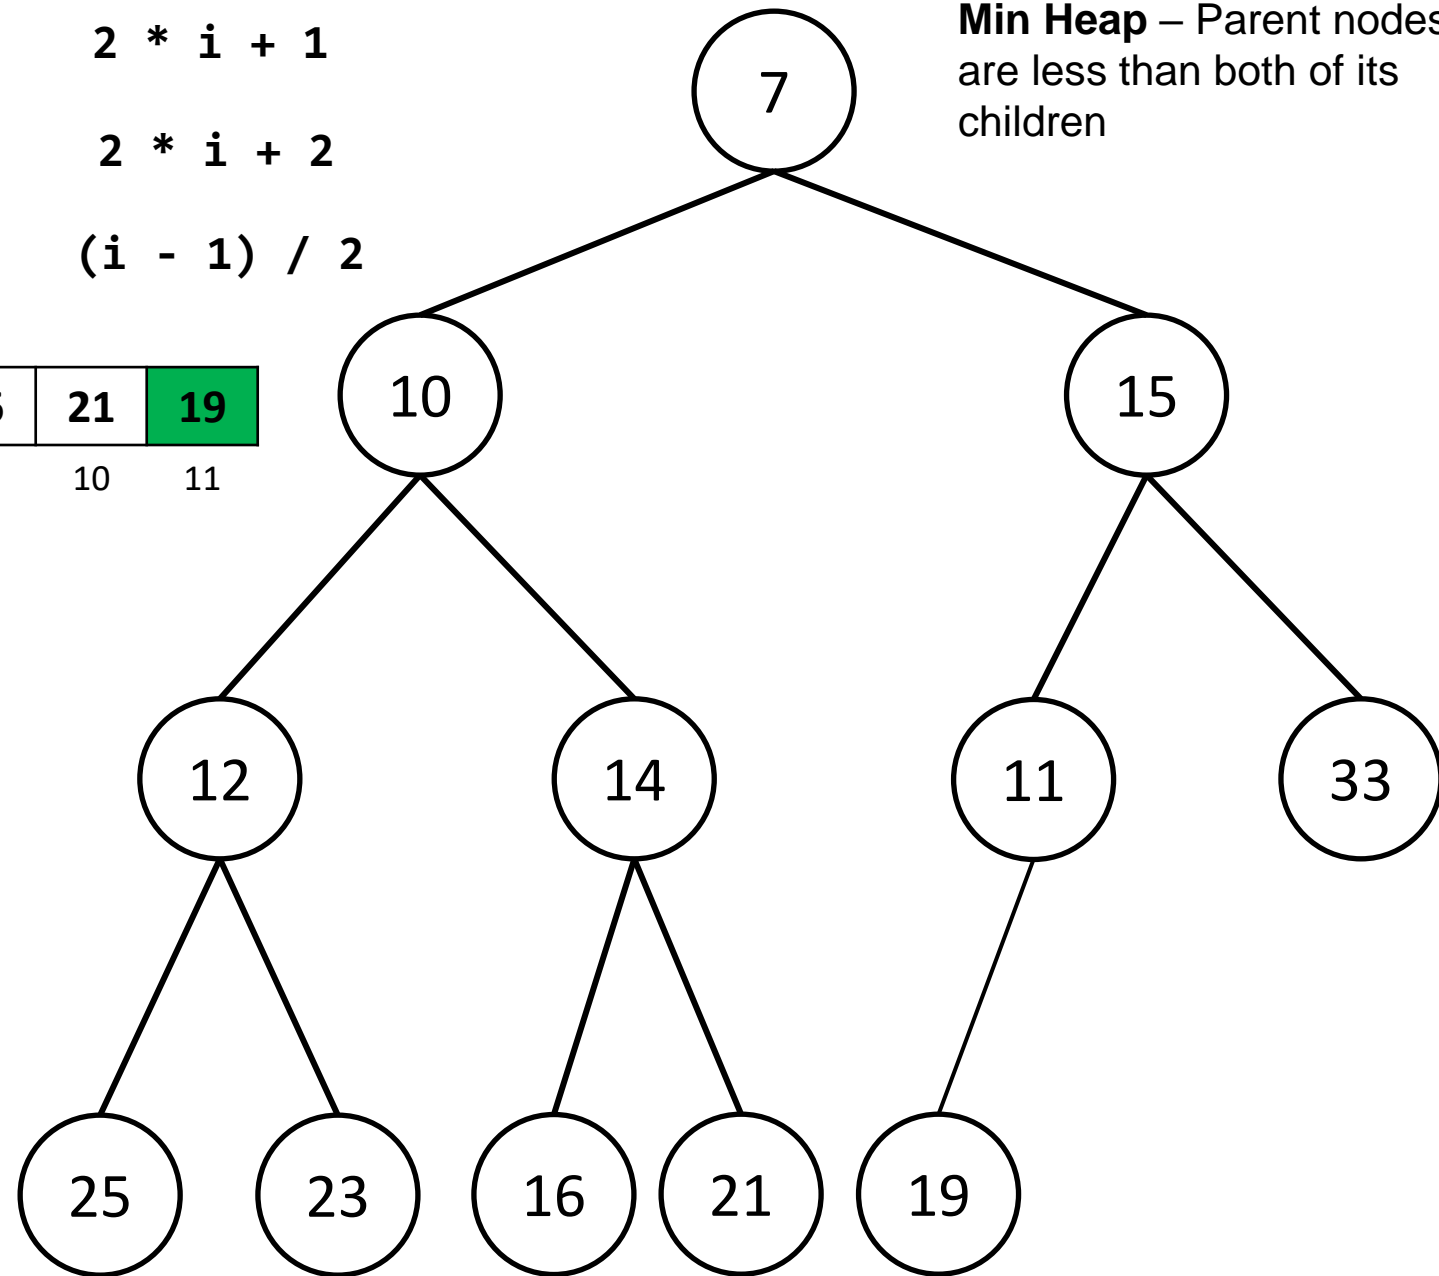 2 * i + 1
2 * i + 2
(i - 1) / 2
Min Heap – Parent nodes
are less than both of its
children
7
10 15
21 19
10 11
12 14 11 33
25 23 16 21 19